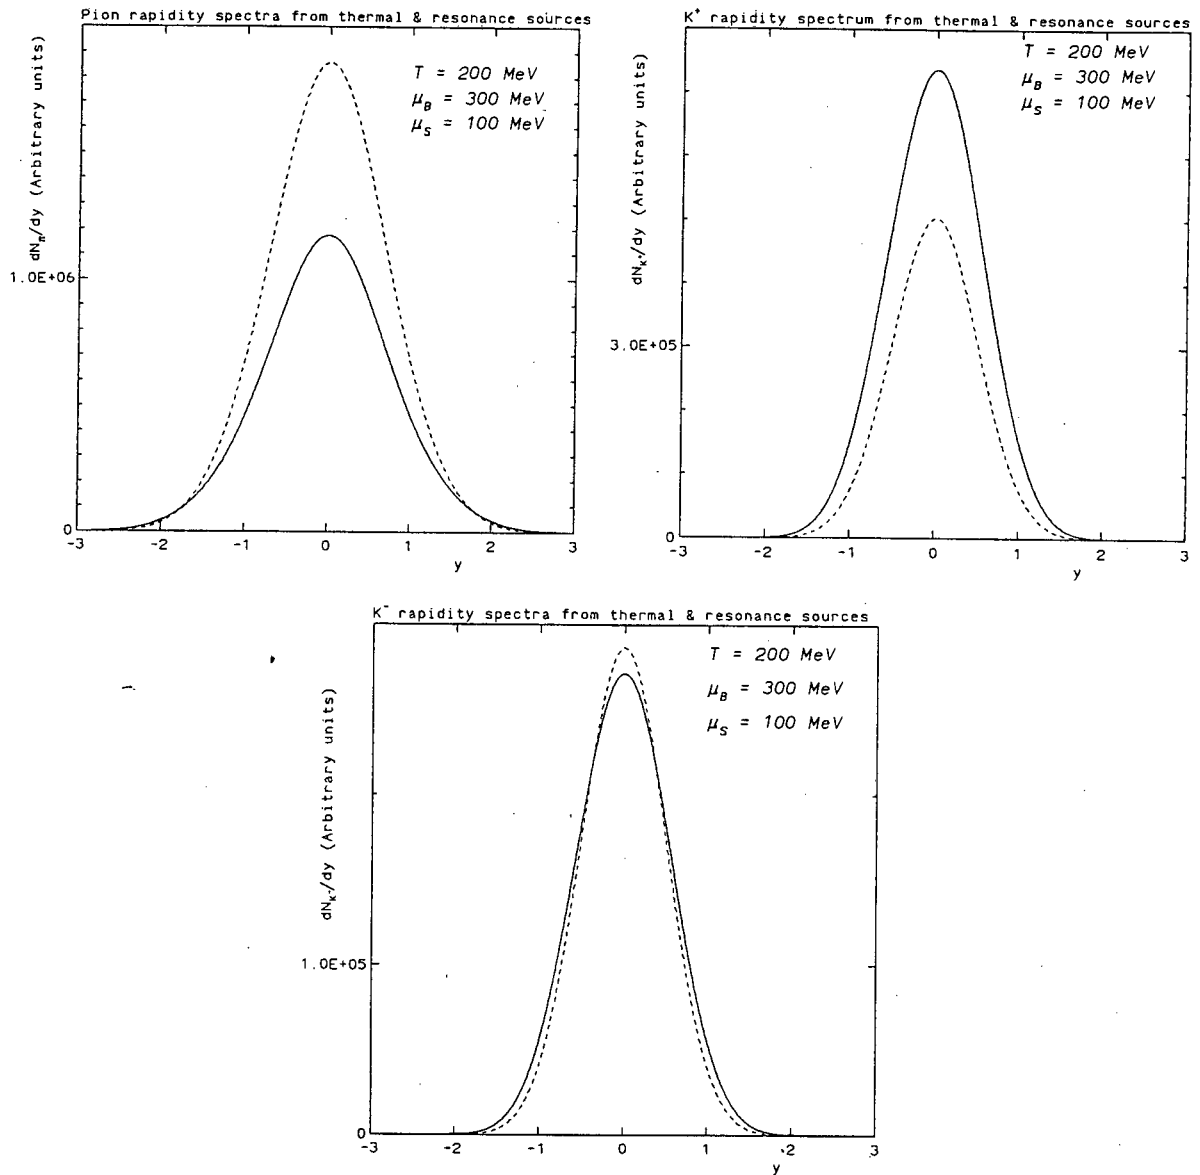 Pion rapidity spectra from thermal & resonance sources
T = 200 MeV
μB = 300 MeV
μS = 100 MeV
dNπ/dy (Arbitrary units)
1.0E+06
0
-3 -2 -1 0 1 2 3
y
K+ rapidity spectrum from thermal & resonance sources
T = 200 MeV
μB = 300 MeV
μS = 100 MeV
dNK+/dy (Arbitrary units)
3.0E+05
0
-3 -2 -1 0 1 2 3
y
K- rapidity spectra from thermal & resonance sources
T = 200 MeV
μB = 300 MeV
μS = 100 MeV
dNK-/dy (Arbitrary units)
1.0E+05
0
-3 -2 -1 0 1 2 3
y